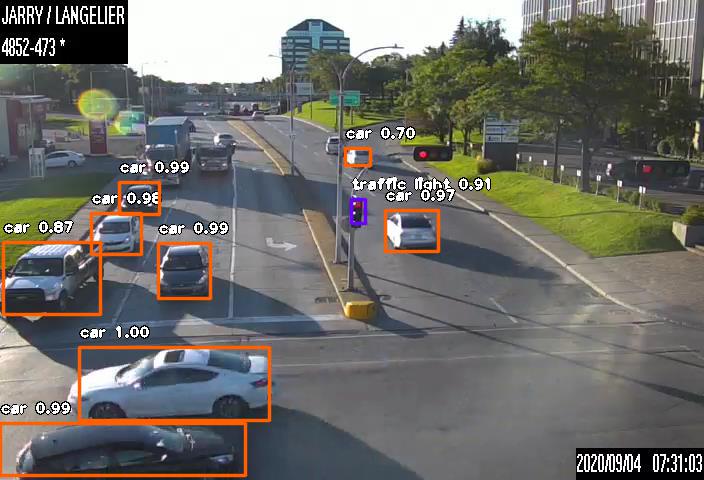 JARRY / LANGELIER
4852-473 *
car 0.70
car 0.99
traffic light 0.91
car 0.98
car 0.97
car 0.87
car 0.99
car 1.00
car 0.99
2020/09/04 07:31:03